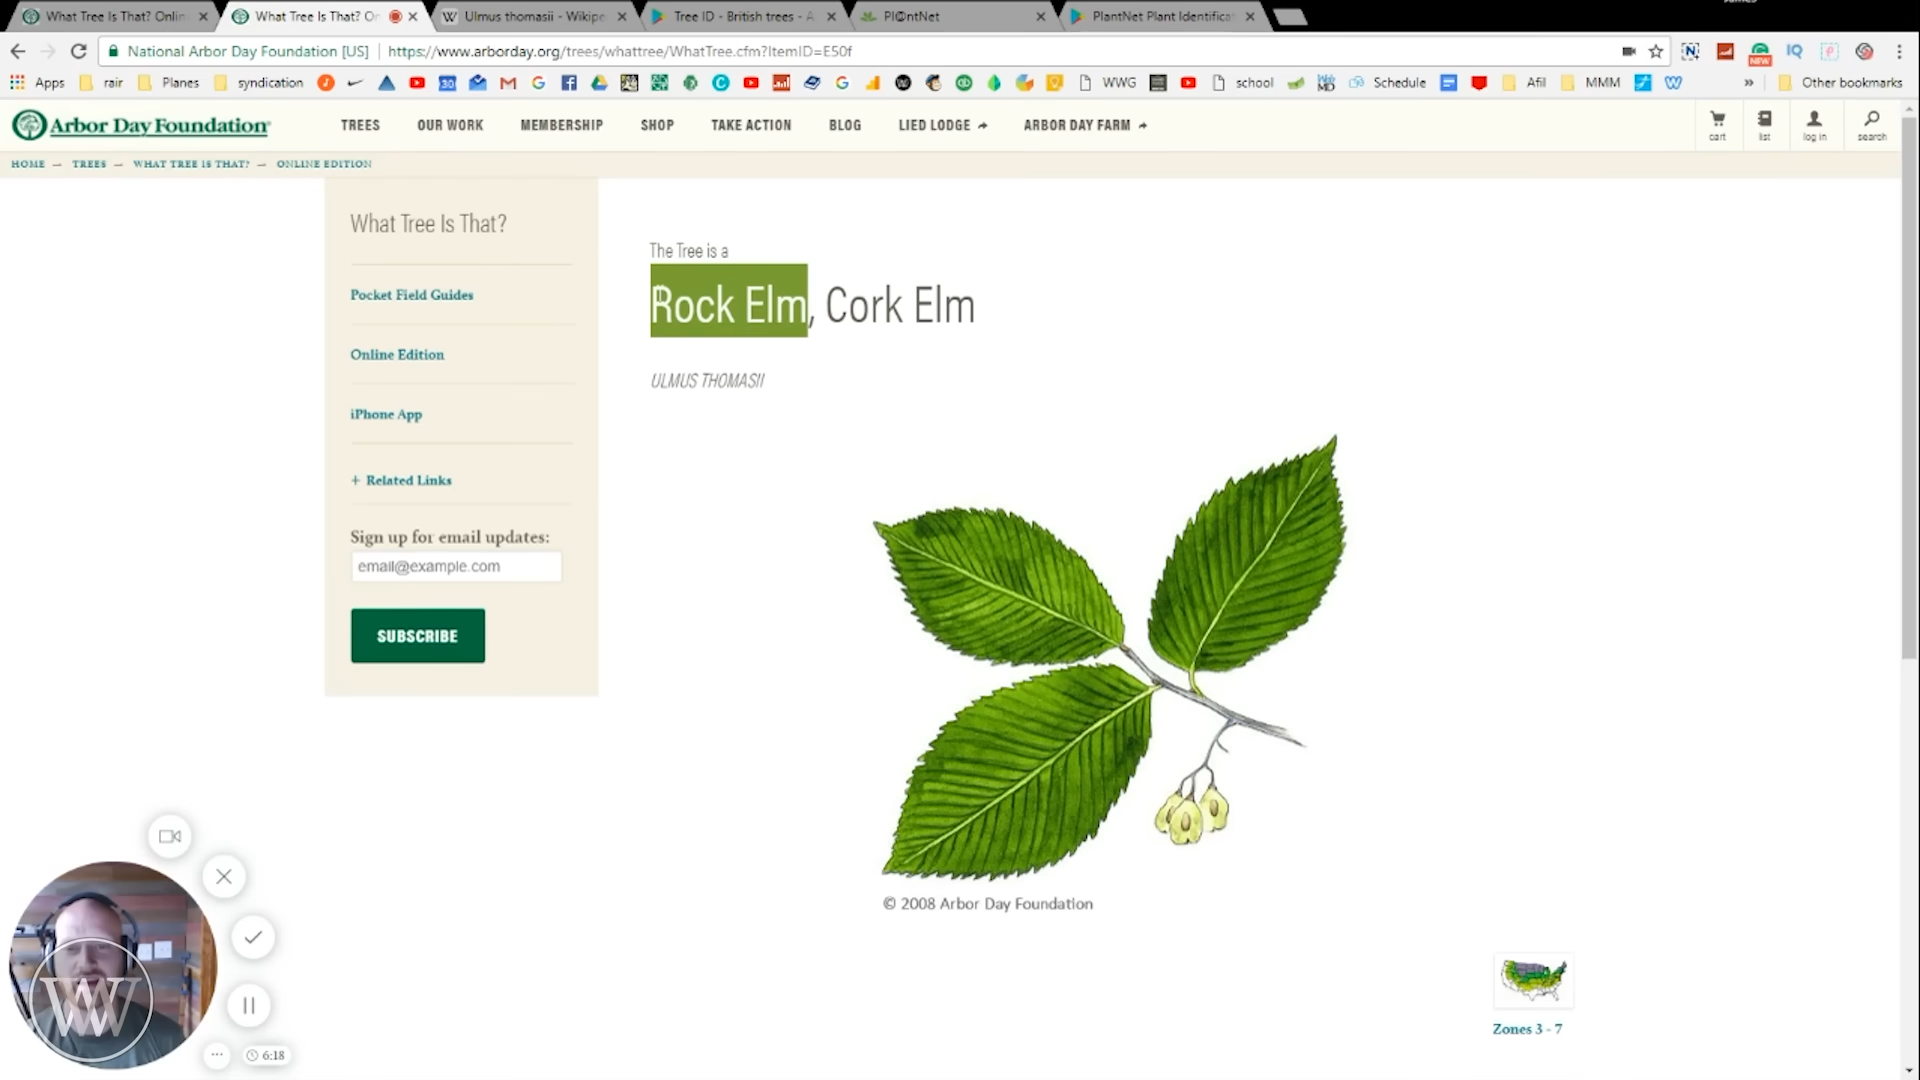 What Tree Is That? Onlin
What Tree Is That? On
Ulmus thomasii - Wikipe
Tree ID - British trees - A
Pl@ntNet
PlantNet Plant Identifica
National Arbor Day Foundation [US] | https://www.arborday.org/trees/whattree/WhatTree.cfm?ItemID=E50f
Apps rair Planes syndication WWG school Schedule Afil MMM » Other bookmarks
Arbor Day Foundation
TREES OUR WORK MEMBERSHIP SHOP TAKE ACTION BLOG LIED LODGE ARBOR DAY FARM
cart list log in search
HOME — TREES — WHAT TREE IS THAT? — ONLINE EDITION
What Tree Is That?
Pocket Field Guides
Online Edition
iPhone App
+ Related Links
Sign up for email updates:
email@example.com
SUBSCRIBE
The Tree is a
Rock Elm, Cork Elm
ULMUS THOMASII
© 2008 Arbor Day Foundation
Zones 3 - 7
W
6:18